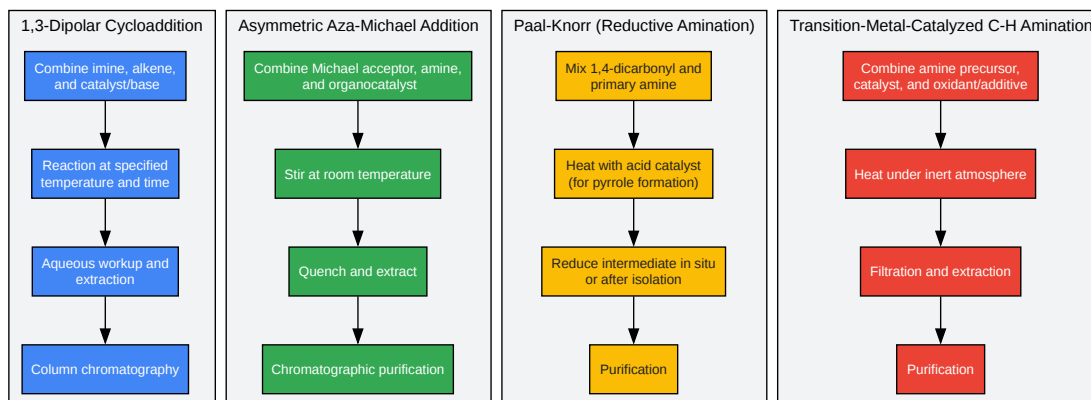 1,3-Dipolar Cycloaddition
Combine imine, alkene,
and catalyst/base
Reaction at specified
temperature and time
Aqueous workup and
extraction
Column chromatography
Asymmetric Aza-Michael Addition
Combine Michael acceptor, amine,
and organocatalyst
Stir at room temperature
Quench and extract
Chromatographic purification
Paal-Knorr (Reductive Amination)
Mix 1,4-dicarbonyl and
primary amine
Heat with acid catalyst
(for pyrrole formation)
Reduce intermediate in situ
or after isolation
Purification
Transition-Metal-Catalyzed C-H Amination
Combine amine precursor,
catalyst, and oxidant/additive
Heat under inert atmosphere
Filtration and extraction
Purification